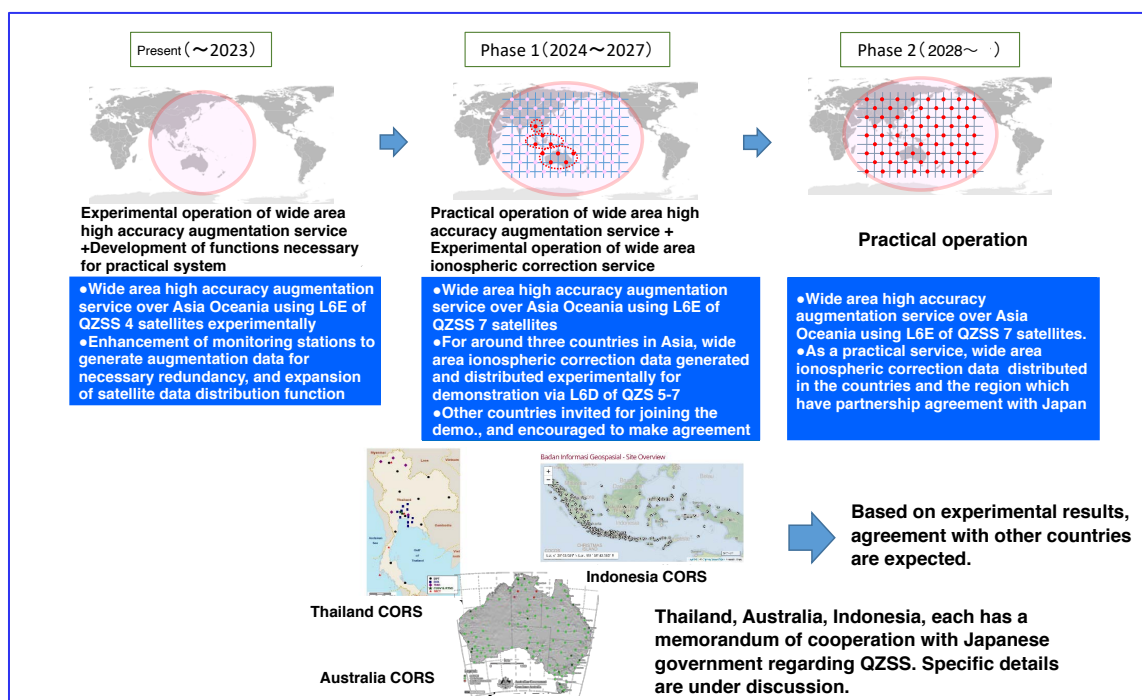 Present（～2023）
Phase 1（2024～2027）
Phase 2（2028～ ）
Experimental operation of wide area
high accuracy augmentation service
+Development of functions necessary
for practical system
Practical operation of wide area high
accuracy augmentation service +
Experimental operation of wide area
ionospheric correction service
Practical operation
●Wide area high accuracy augmentation
service over Asia Oceania using L6E of
QZSS 4 satellites experimentally
●Enhancement of monitoring stations to
generate augmentation data for
necessary redundancy, and expansion
of satellite data distribution function
●Wide area high accuracy augmentation
service over Asia Oceania using L6E of
QZSS 7 satellites
●For around three countries in Asia, wide
area ionospheric correction data generated
and distributed experimentally for
demonstration via L6D of QZS 5-7
●Other countries invited for joining the
demo., and encouraged to make agreement
●Wide area high accuracy
augmentation service over Asia
Oceania using L6E of QZSS 7 satellites.
●As a practical service, wide area
ionospheric correction data distributed
in the countries and the region which
have partnership agreement with Japan
Badan Informasi Geospasial - Site Overview
Thailand
Gulf
of
Thailand
Thailand CORS
Indonesia CORS
Australia CORS
Based on experimental results,
agreement with other countries
are expected.
Thailand, Australia, Indonesia, each has a
memorandum of cooperation with Japanese
government regarding QZSS. Specific details
are under discussion.